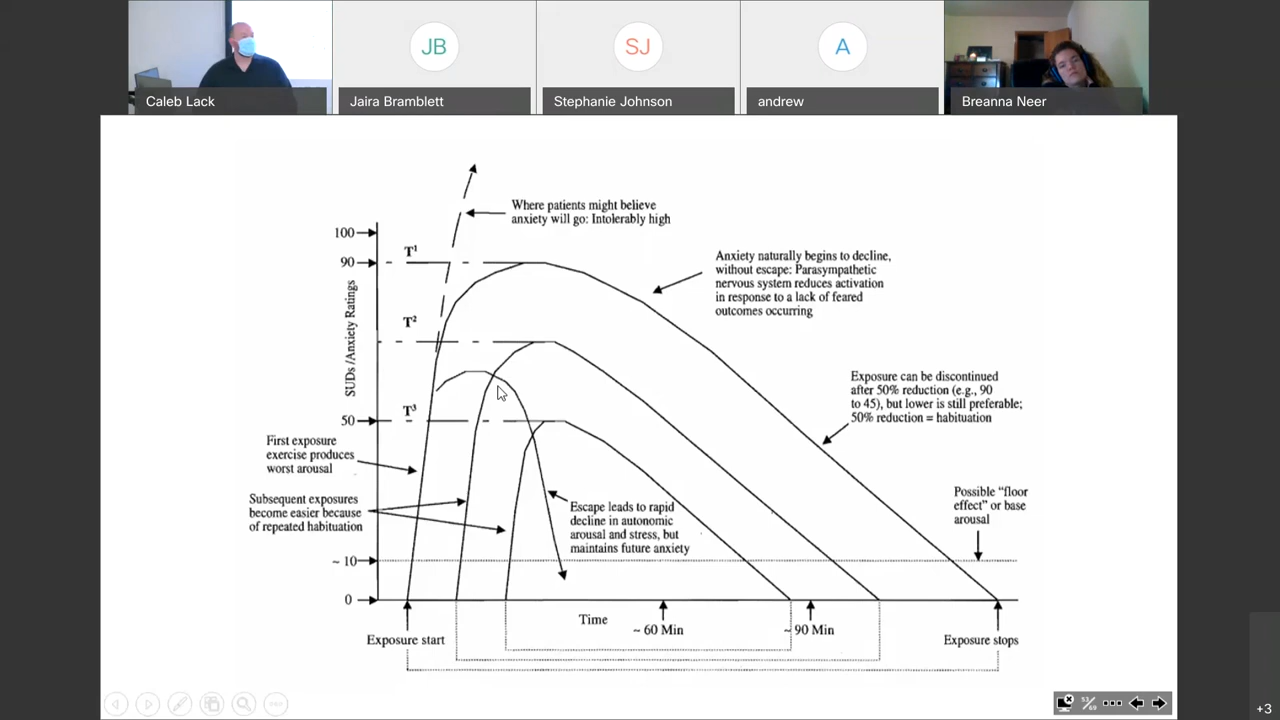 JB
SJ
A
Caleb Lack
Jaira Bramblett
Stephanie Johnson
andrew
Breanna Neer
Where patients might believe
anxiety will go: Intolerably high
100
T¹
90
Anxiety naturally begins to decline,
without escape: Parasympathetic
nervous system reduces activation
in response to a lack of feared
outcomes occurring
T²
SUDs /Anxiety Ratings
Exposure can be discontinued
after 50% reduction (e.g., 90
to 45), but lower is still preferable;
50% reduction = habituation
T³
50
First exposure
exercise produces
worst arousal
Subsequent exposures
become easier because
of repeated habituation
Escape leads to rapid
decline in autonomic
arousal and stress, but
maintains future anxiety
Possible “floor
effect” or base
arousal
~ 10
0
Time
~ 60 Min
~ 90 Min
Exposure start
Exposure stops
53/69
+3